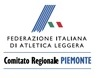 FEDERAZIONE ITALIANA
DI ATLETICA LEGGERA
Comitato Regionale PIEMONTE